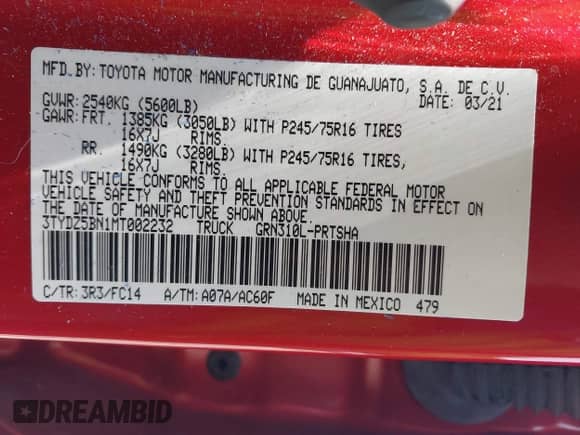 MFD.BY: TOYOTA MOTOR MANUFACTURING DE GUANAJUATO, S.A. DE C.V.
GVWR: 2540KG (5600LB) DATE: 03/21
GAWR: FRT. 1385KG (3050LB) WITH P245/75R16 TIRES
16X7J RIMS.
RR. 1490KG (3280LB) WITH P245/75R16 TIRES,
16X7J RIMS.
THIS VEHICLE CONFORMS TO ALL APPLICABLE FEDERAL MOTOR
VEHICLE SAFETY AND THEFT PREVENTION STANDARDS IN EFFECT ON
THE DATE OF MANUFACTURE SHOWN ABOVE.
3TYDZ5BN1MT002232 TRUCK GRN310L-PRTSHA
C/TR: 3R3/FC14 A/TM: A07A/AC60F MADE IN MEXICO 479
DREAMBID